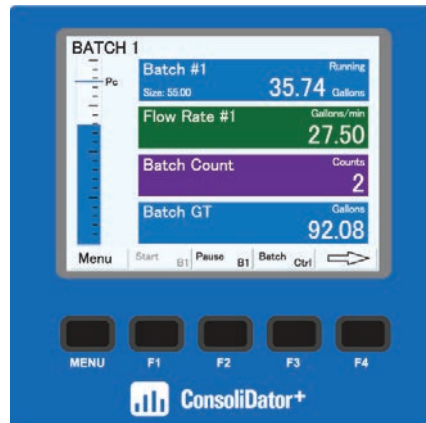 BATCH 1
Pc
Batch #1 Running
Size: 55.00 35.74 Gallons
Flow Rate #1 Gallons/min
27.50
Batch Count Counts
2
Batch GT Gallons
92.08
Menu Start B1 Pause B1 Batch Ctrl
MENU F1 F2 F3 F4
ConsoliDator+